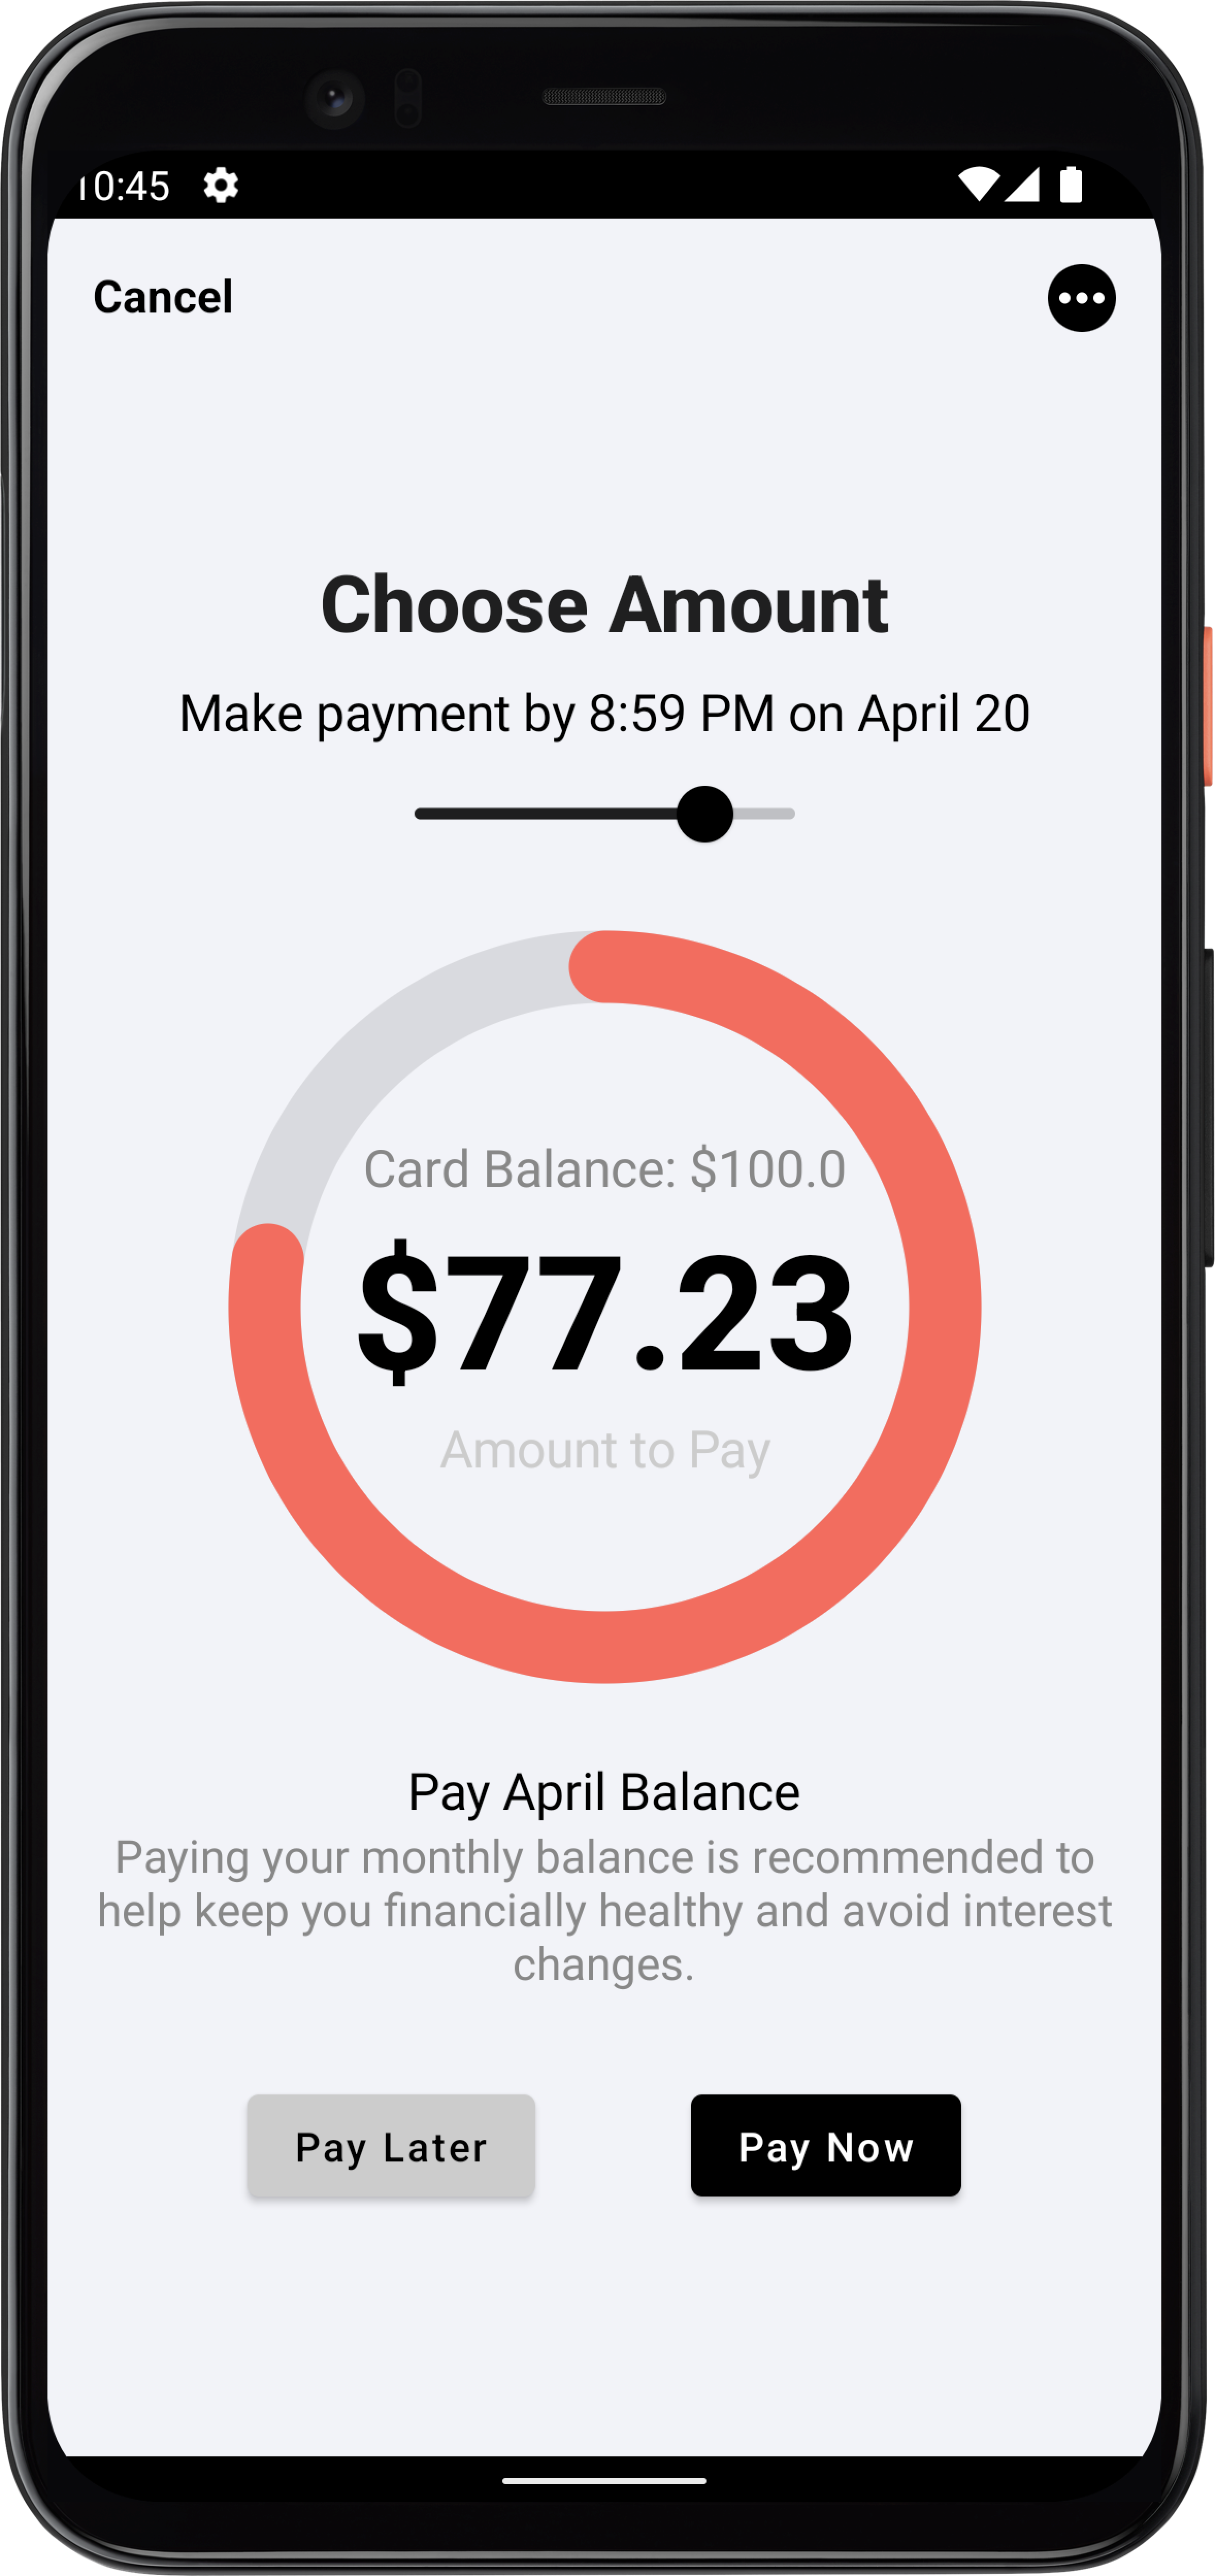 10:45
Cancel
Choose Amount
Make payment by 8:59 PM on April 20
Card Balance: $100.0
$77.23
Amount to Pay
Pay April Balance
Paying your monthly balance is recommended to
help keep you financially healthy and avoid interest
changes.
Pay Later
Pay Now